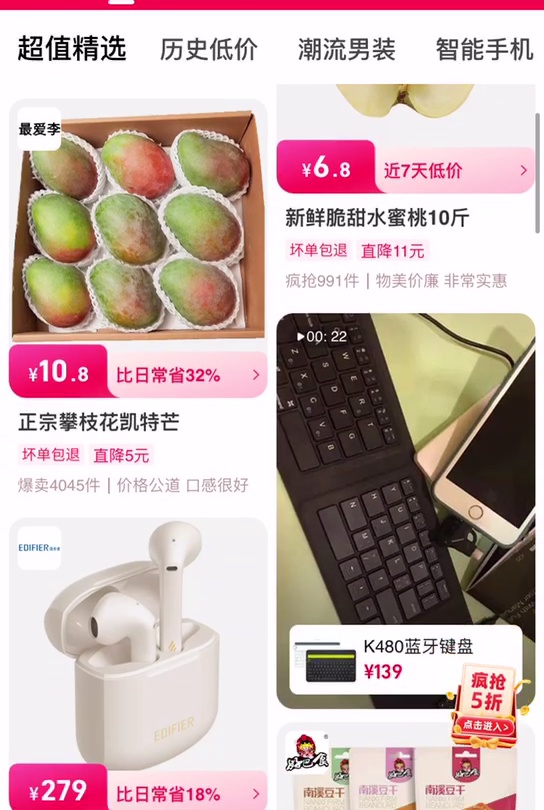 超值精选
历史低价
潮流男装
智能手机
最爱李
¥10.8
比日常省32% >
正宗攀枝花凯特芒
坏单包退
直降5元
爆卖4045件 | 价格公道 口感很好
EDIFIER
EDIFIER
¥279
比日常省18% >
¥6.8
近7天低价 >
新鲜脆甜水蜜桃10斤
坏单包退
直降11元
疯抢991件 | 物美价廉 非常实惠
00: 22
K480蓝牙键盘
¥139
疯抢
5折
点击进入>
好巴食
南溪豆干
南溪豆干
南溪豆干